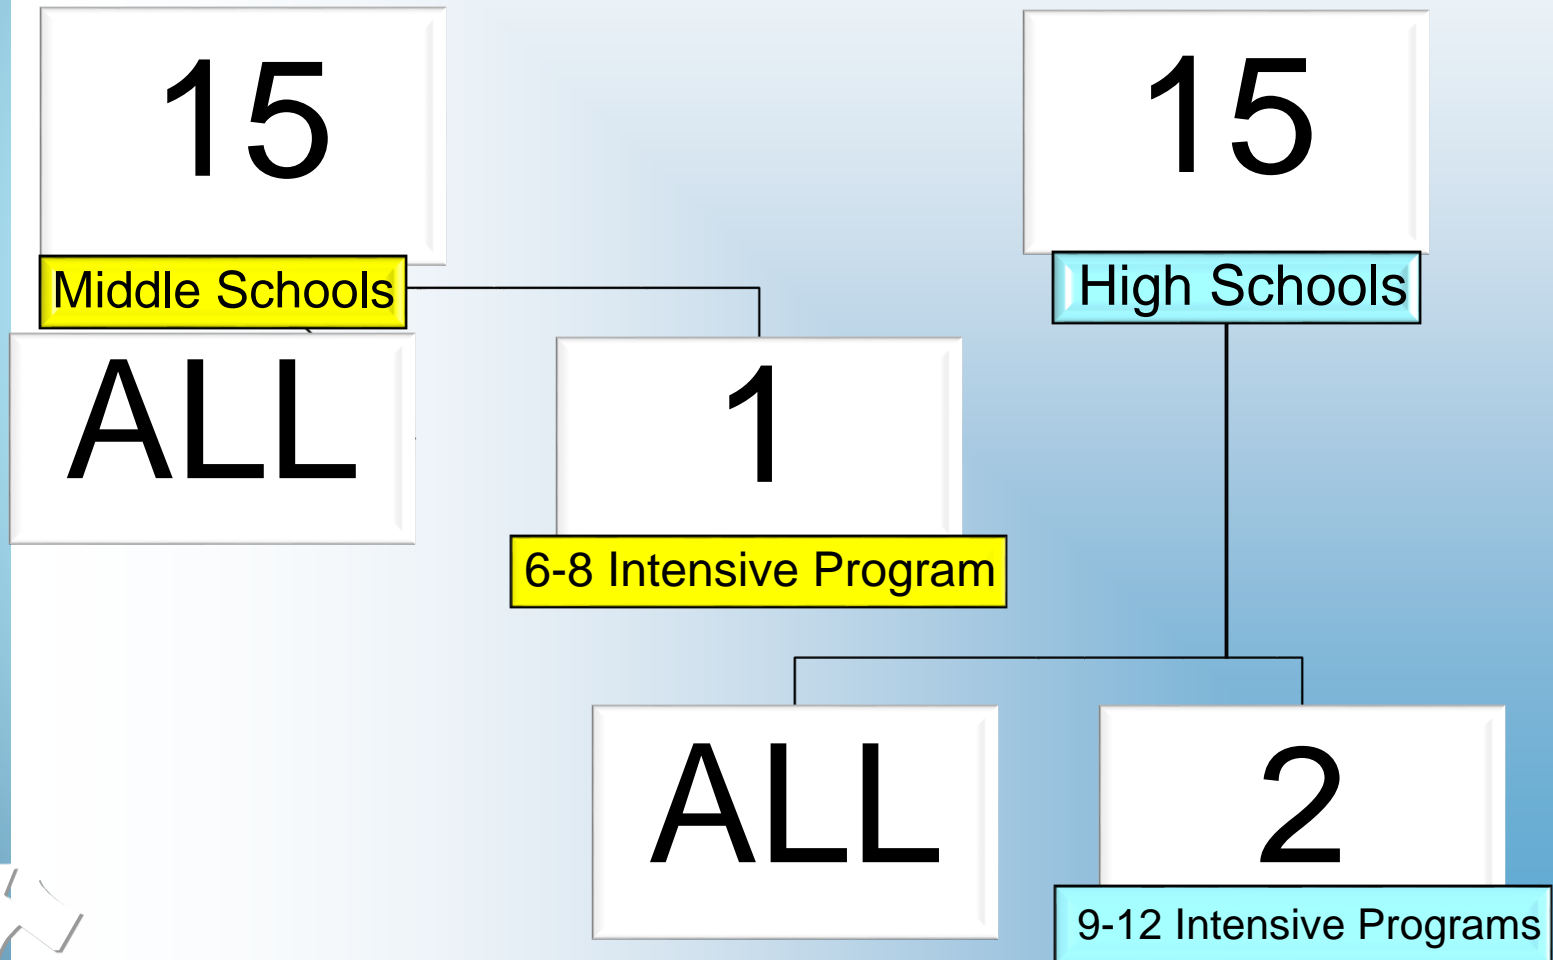 15
Middle Schools
ALL
1
6-8 Intensive Program
15
High Schools
ALL
2
9-12 Intensive Programs